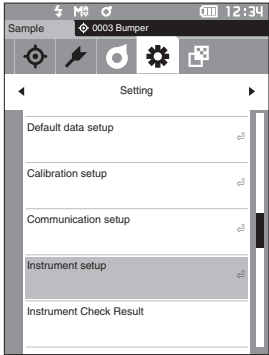 12:34
Sample 0003 Bumper
Setting
Default data setup
Calibration setup
Communication setup
Instrument setup
Instrument Check Result